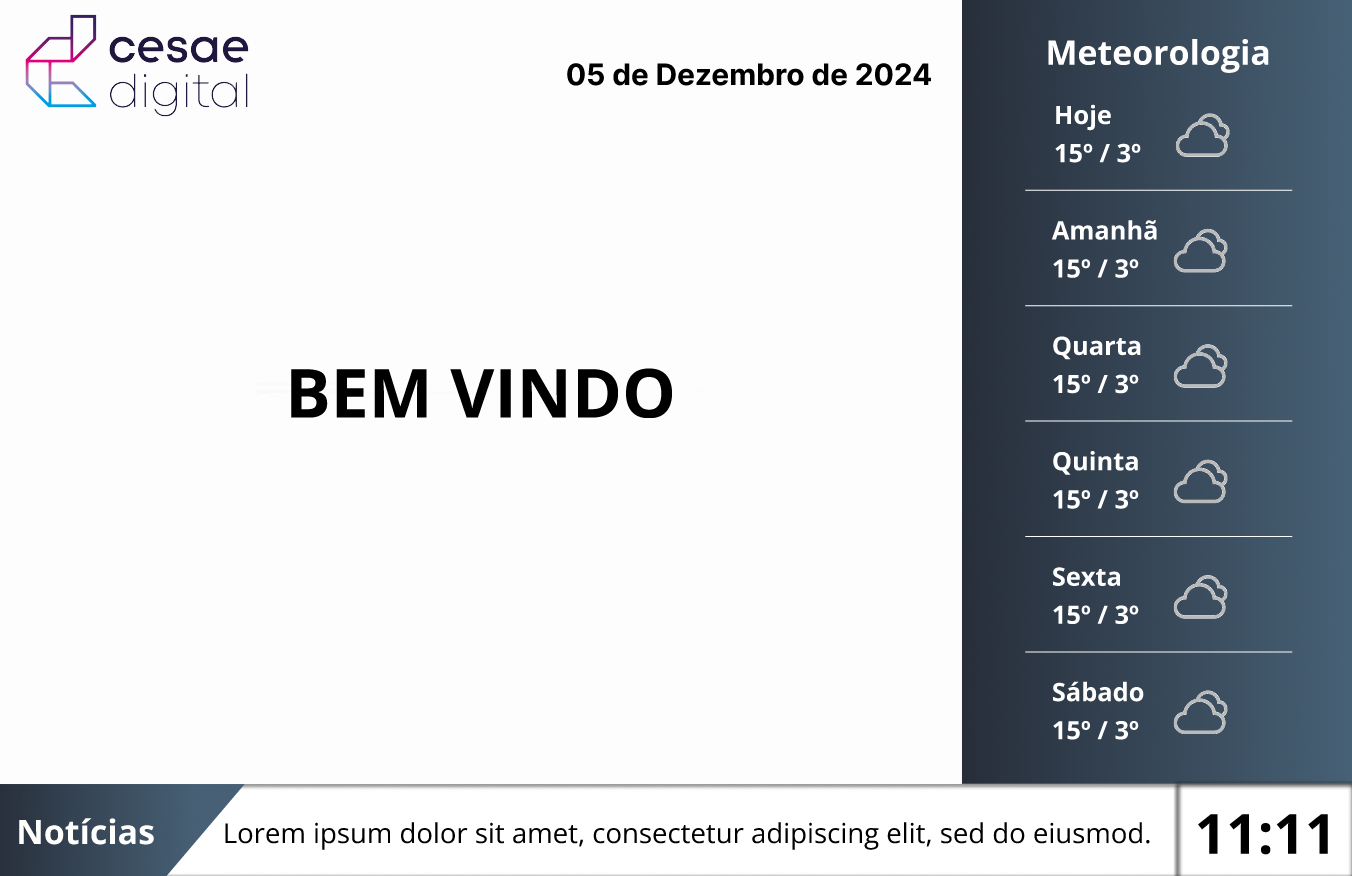 cesae
digital
05 de Dezembro de 2024
BEM VINDO
Meteorologia
Hoje
15º / 3º
Amanhã
15º / 3º
Quarta
15º / 3º
Quinta
15º / 3º
Sexta
15º / 3º
Sábado
15º / 3º
Notícias
Lorem ipsum dolor sit amet, consectetur adipiscing elit, sed do eiusmod.
11:11